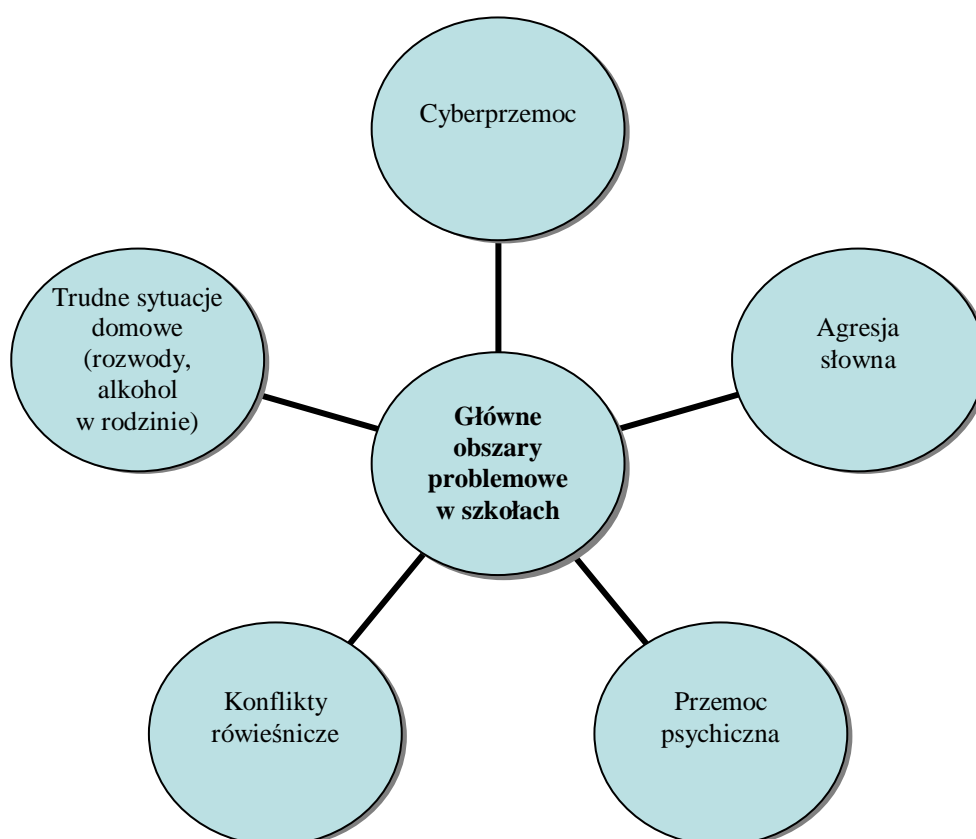 Cyberprzemoc
Trudne sytuacje
domowe
(rozwody,
alkohol
w rodzinie)
Agresja
słowna
Główne
obszary
problemowe
w szkołach
Konflikty
rówieśnicze
Przemoc
psychiczna